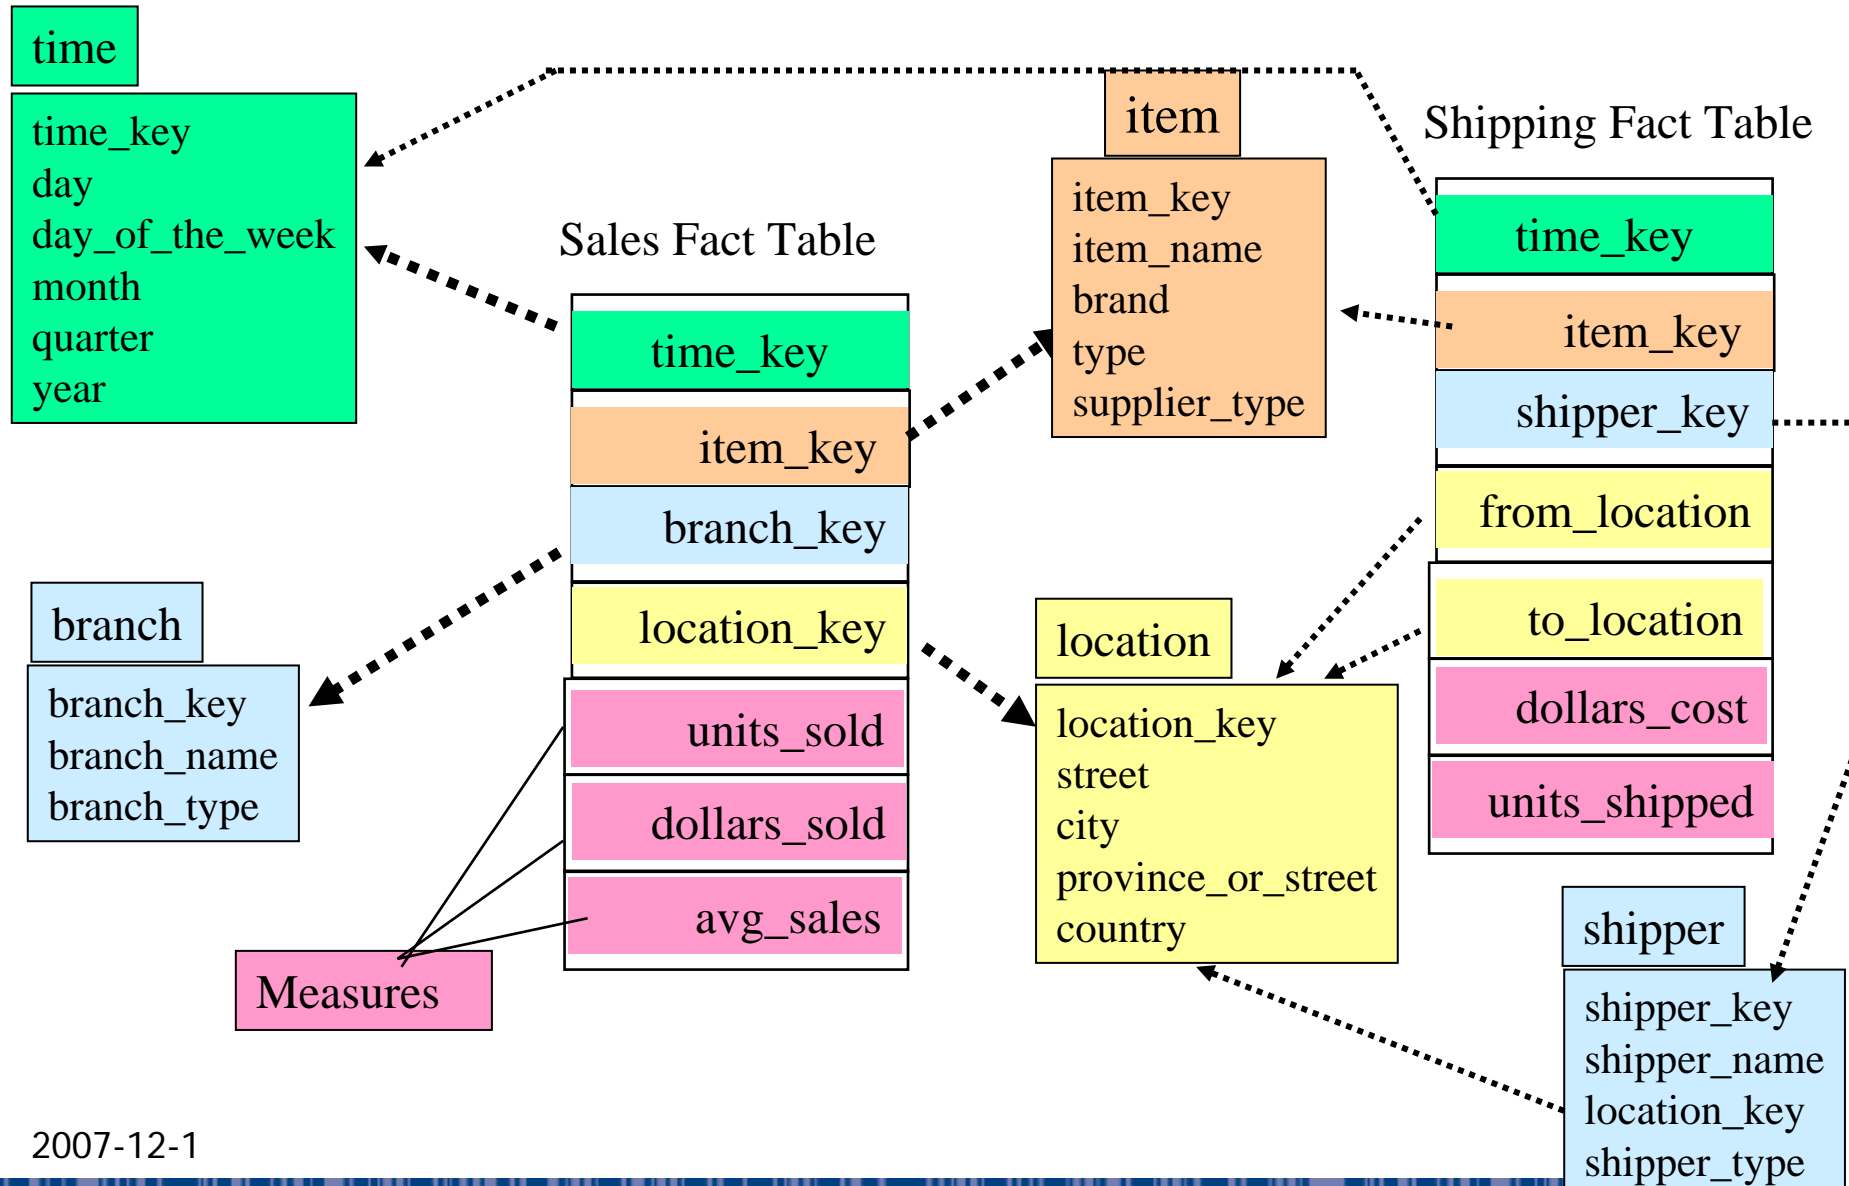 time
time_key
day
day_of_the_week
month
quarter
year
Sales Fact Table
time_key
item_key
branch_key
location_key
units_sold
dollars_sold
avg_sales
branch
branch_key
branch_name
branch_type
Measures
item
item_key
item_name
brand
type
supplier_type
location
location_key
street
city
province_or_street
country
Shipping Fact Table
time_key
item_key
shipper_key
from_location
to_location
dollars_cost
units_shipped
shipper
shipper_key
shipper_name
location_key
shipper_type
2007-12-1